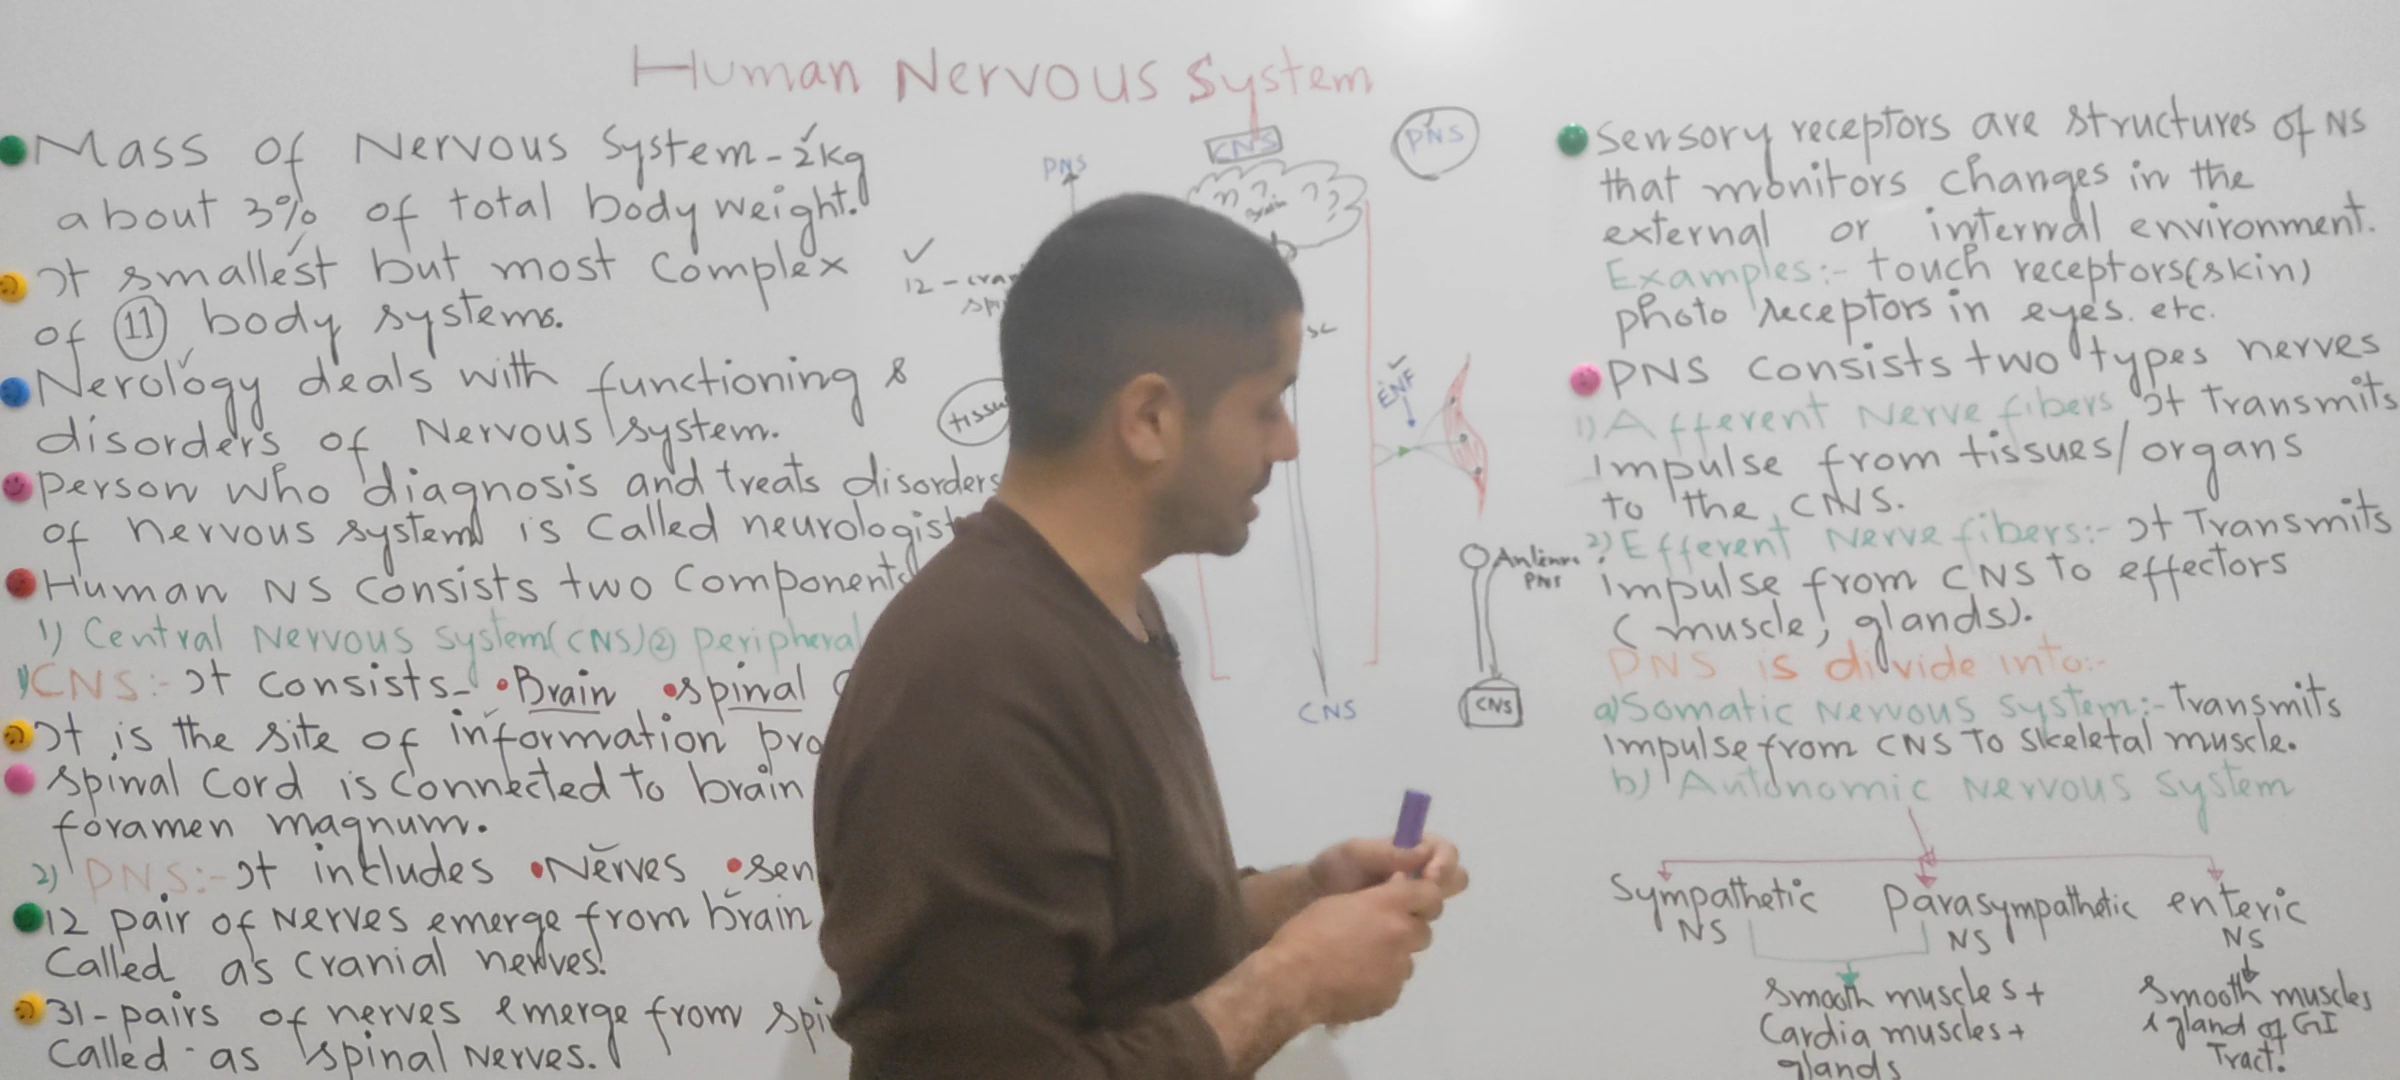 Human Nervous System
Mass of Nervous System - 2kg
about 3% of total body weight.
It smallest but most Complex
of 11 body systems.
Nerology deals with functioning &
disorders of Nervous system.
Person who diagnosis and treats disorders
of nervous system is Called neurologist
Human NS consists two Components
1) Central Nervous System(CNS) 2 Peripheral
1) CNS:- It Consists- •Brain •spinal
It is the site of information
Spinal Cord is Connected to brain
foramen magnum.
2) PNS:- It includes •Nerves
12 pair of Nerves emerge from brain
Called as Cranial nerves.
31-pairs of nerves emerge from
Called-as spinal Nerves.
PNS
CNS
PNS
Brain
12-
sc
ENF
PNS
CNS
CNS
Sensory receptors are structures of NS
that monitors changes in the
external or internal environment.
Examples:- touch receptors(skin)
photo receptors in eyes. etc.
PNS consists two types nerves
1) Afferent Nerve fibers It Transmits
impulse from tissues/organs
to the CNS.
2) Efferent Nerve fibers:- It Transmits
impulse from CNS To effectors
(muscle, glands).
PNS is divide into:-
a) Somatic Nervous System:- Transmits
impulse from CNS To Skeletal muscle.
b) Autonomic Nervous System
Sympathetic Parasympathetic enteric
NS NS NS
Smooth muscles + Smooth muscles
Cardia muscles + & gland of GI
glands Tract.